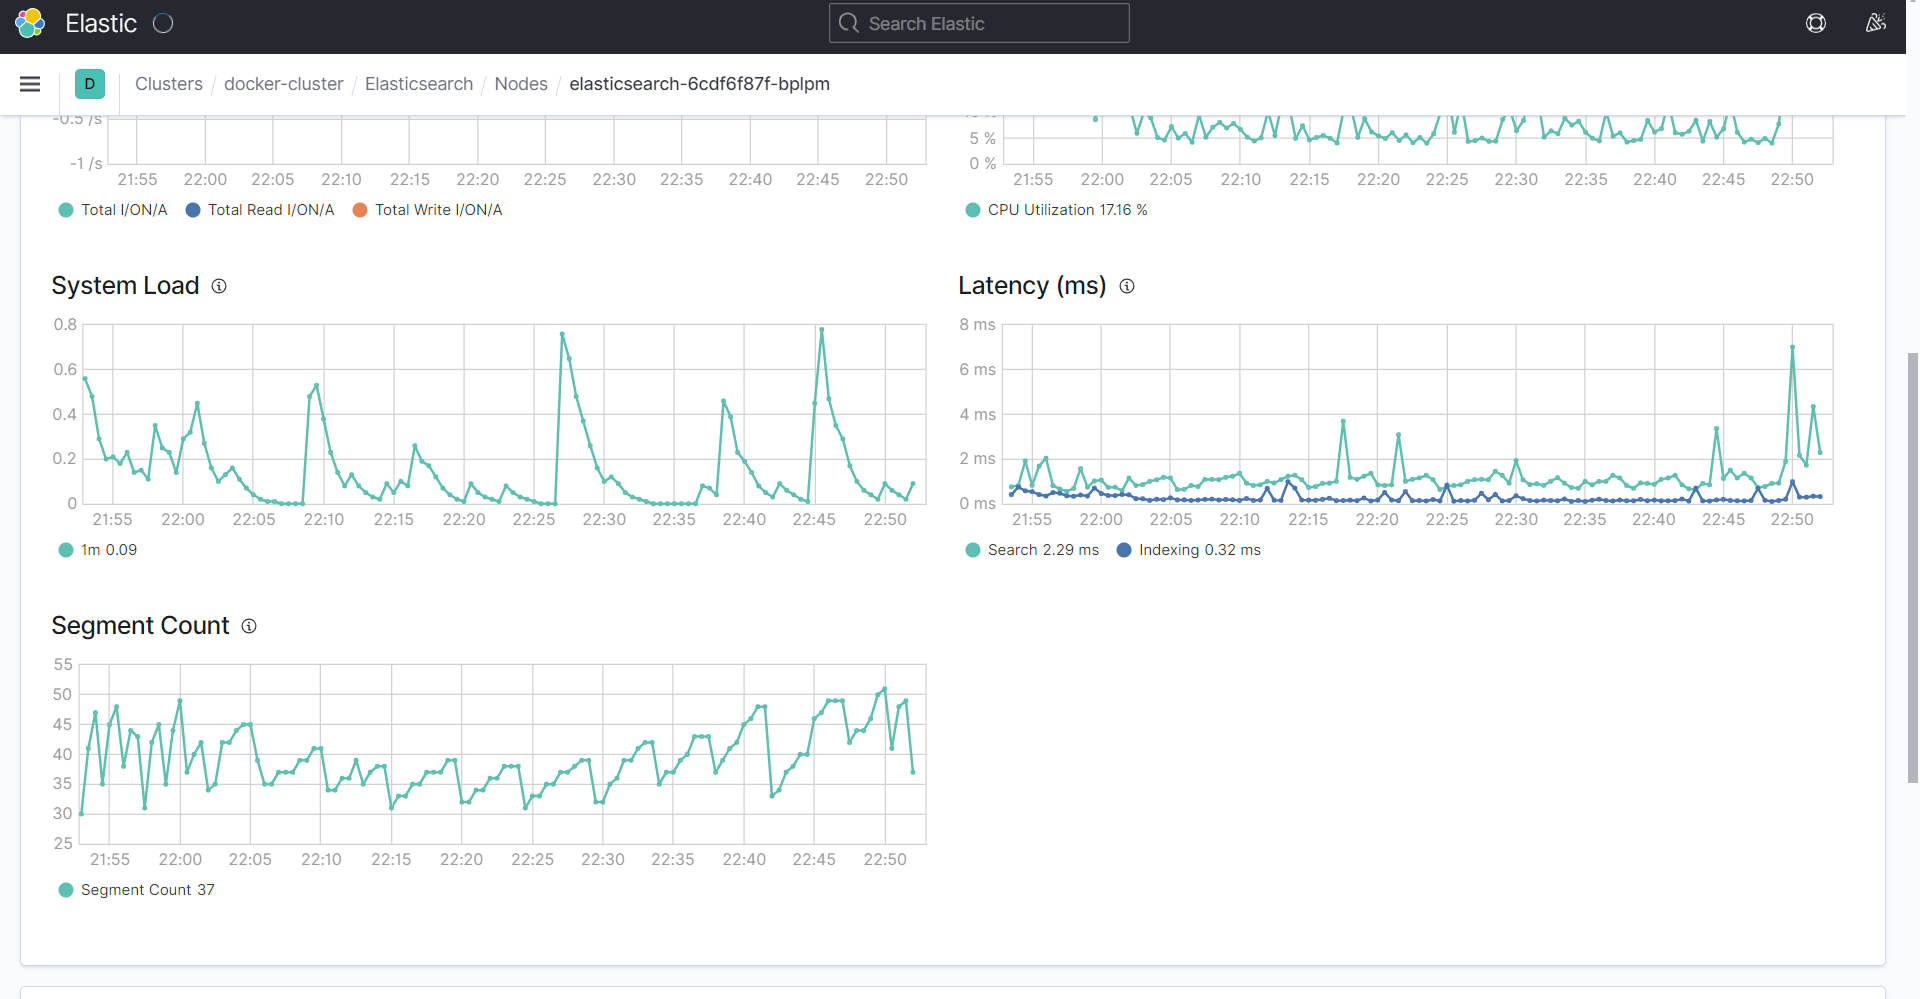 Elastic
Search Elastic
D
Clusters / docker-cluster / Elasticsearch / Nodes / elasticsearch-6cdf6f87f-bplpm
-0.5 /s
-1 /s
21:55 22:00 22:05 22:10 22:15 22:20 22:25 22:30 22:35 22:40 22:45 22:50
Total I/ON/A Total Read I/ON/A Total Write I/ON/A
5 %
0 %
21:55 22:00 22:05 22:10 22:15 22:20 22:25 22:30 22:35 22:40 22:45 22:50
CPU Utilization 17.16 %
System Load
0.8
0.6
0.4
0.2
0
21:55 22:00 22:05 22:10 22:15 22:20 22:25 22:30 22:35 22:40 22:45 22:50
1m 0.09
Latency (ms)
8 ms
6 ms
4 ms
2 ms
0 ms
21:55 22:00 22:05 22:10 22:15 22:20 22:25 22:30 22:35 22:40 22:45 22:50
Search 2.29 ms Indexing 0.32 ms
Segment Count
55
50
45
40
35
30
25
21:55 22:00 22:05 22:10 22:15 22:20 22:25 22:30 22:35 22:40 22:45 22:50
Segment Count 37